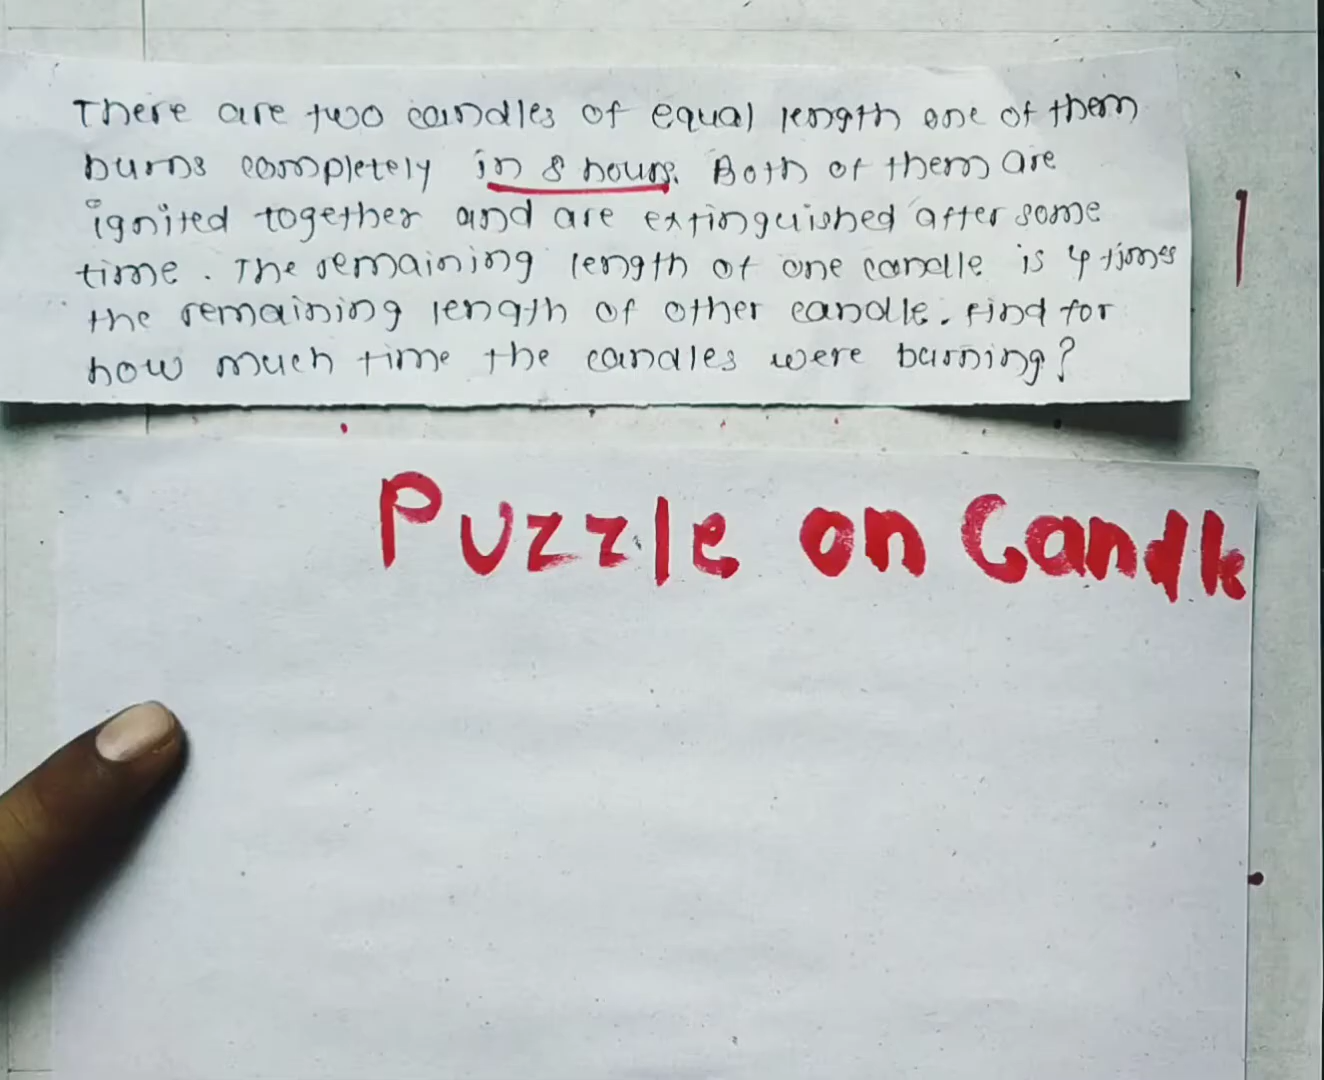 There are two candles of equal length one of them
burns completely in 8 hours. Both of them are
ignited together and are extinguished after some
time. The remaining length of one candle is 4 times
the remaining length of other candle. Find for
how much time the candles were burning?
Puzzle on Candle